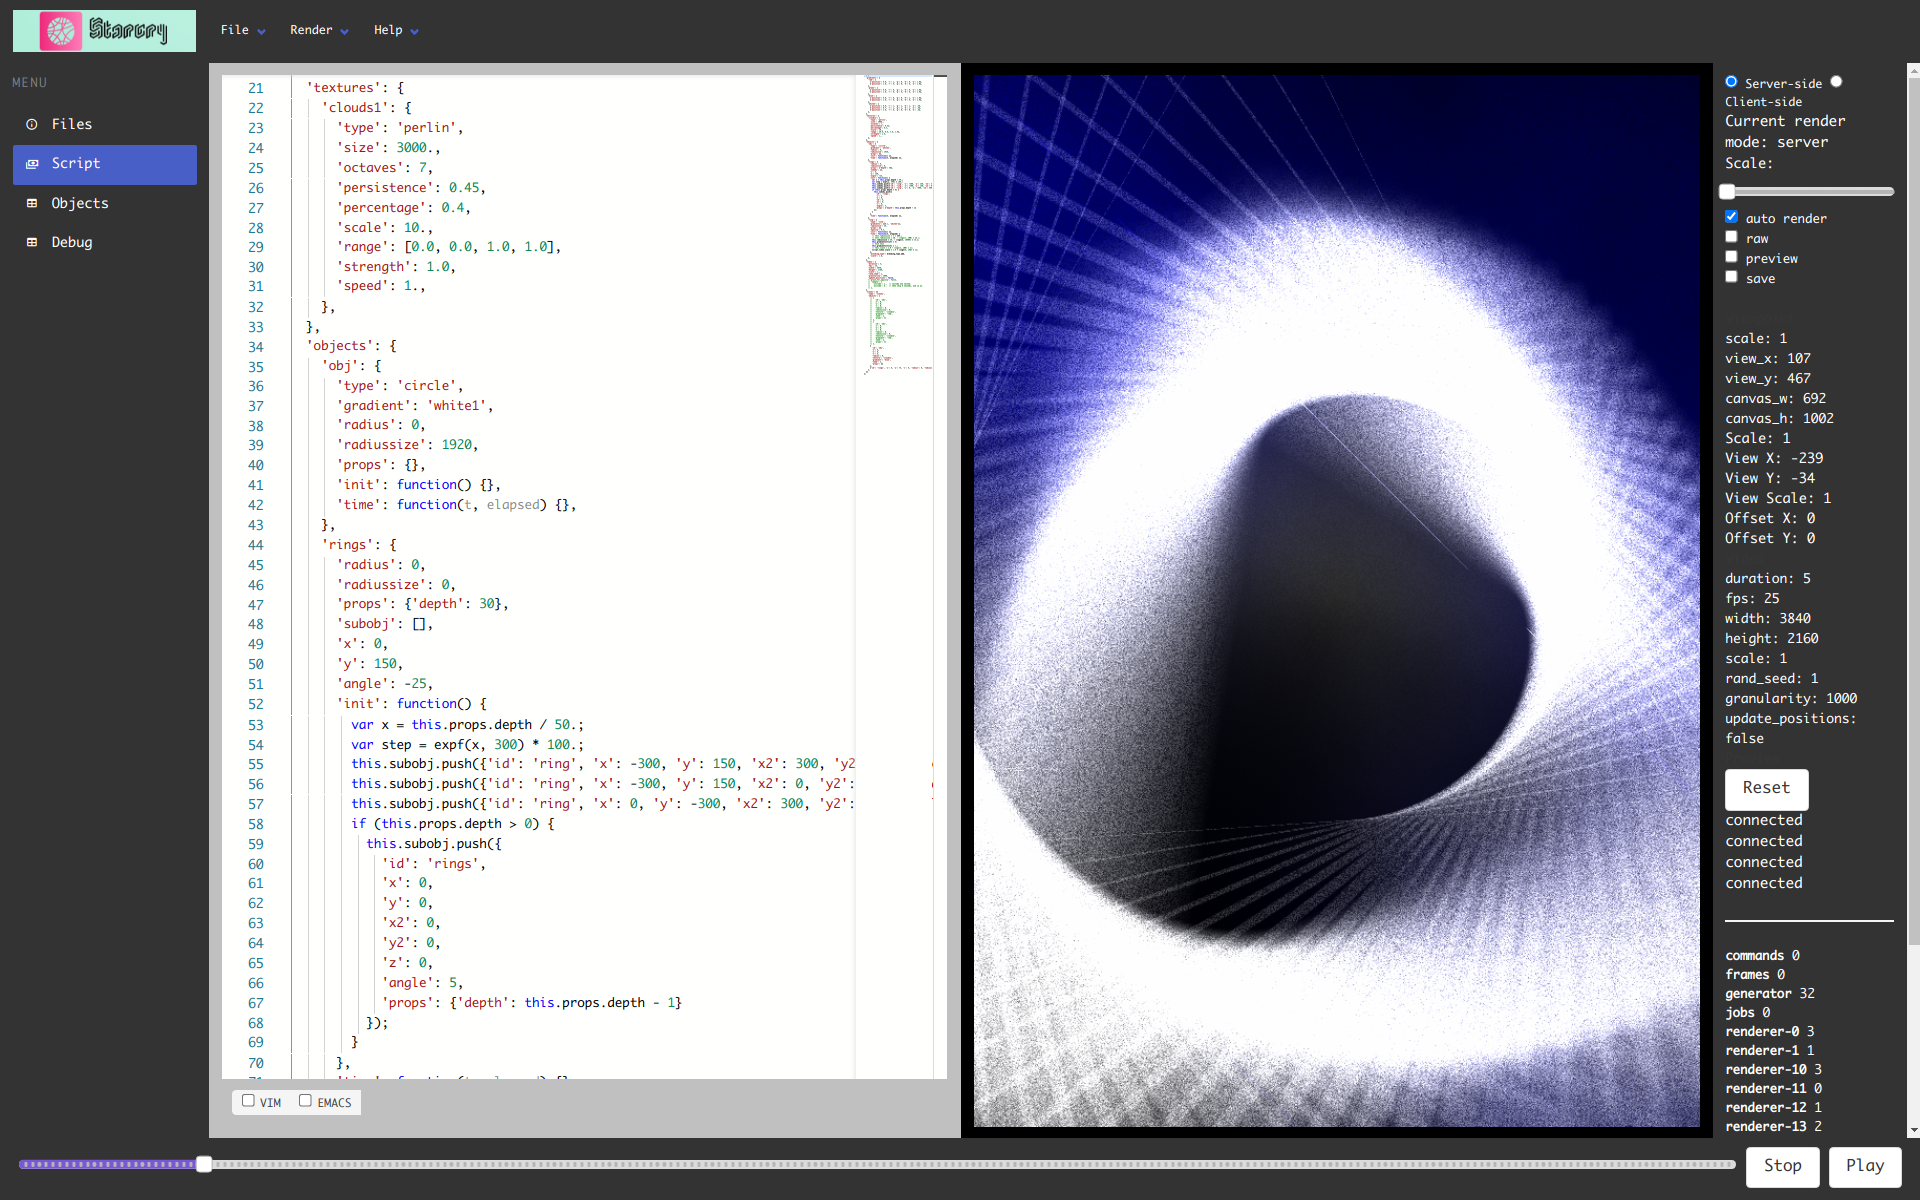 Starcry
File
Render
Help
MENU
Files
Script
Objects
Debug
21 'textures': {
22 'clouds1': {
23 'type': 'perlin',
24 'size': 3000.,
25 'octaves': 7,
26 'persistence': 0.45,
27 'percentage': 0.4,
28 'scale': 10.,
29 'range': [0.0, 0.0, 1.0, 1.0],
30 'strength': 1.0,
31 'speed': 1.,
32 },
33 },
34 'objects': {
35 'obj': {
36 'type': 'circle',
37 'gradient': 'white1',
38 'radius': 0,
39 'radiussize': 1920,
40 'props': {},
41 'init': function() {},
42 'time': function(t, elapsed) {},
43 },
44 'rings': {
45 'radius': 0,
46 'radiussize': 0,
47 'props': {'depth': 30},
48 'subobj': [],
49 'x': 0,
50 'y': 150,
51 'angle': -25,
52 'init': function() {
53 var x = this.props.depth / 50.;
54 var step = expf(x, 300) * 100.;
55 this.subobj.push({'id': 'ring', 'x': -300, 'y': 150, 'x2': 300, 'y2
56 this.subobj.push({'id': 'ring', 'x': -300, 'y': 150, 'x2': 0, 'y2':
57 this.subobj.push({'id': 'ring', 'x': 0, 'y': -300, 'x2': 300, 'y2':
58 if (this.props.depth > 0) {
59 this.subobj.push({
60 'id': 'rings',
61 'x': 0,
62 'y': 0,
63 'x2': 0,
64 'y2': 0,
65 'z': 0,
66 'angle': 5,
67 'props': {'depth': this.props.depth - 1}
68 });
69 }
70 },
VIM EMACS
Server-side
Client-side
Current render
mode: server
Scale:
auto render
raw
preview
save
scale: 1
view_x: 107
view_y: 467
canvas_w: 692
canvas_h: 1002
Scale: 1
View X: -239
View Y: -34
View Scale: 1
Offset X: 0
Offset Y: 0
duration: 5
fps: 25
width: 3840
height: 2160
scale: 1
rand_seed: 1
granularity: 1000
update_positions:
false
Reset
connected
connected
connected
connected
commands 0
frames 0
generator 32
jobs 0
renderer-0 3
renderer-1 1
renderer-10 3
renderer-11 0
renderer-12 1
renderer-13 2
Stop
Play